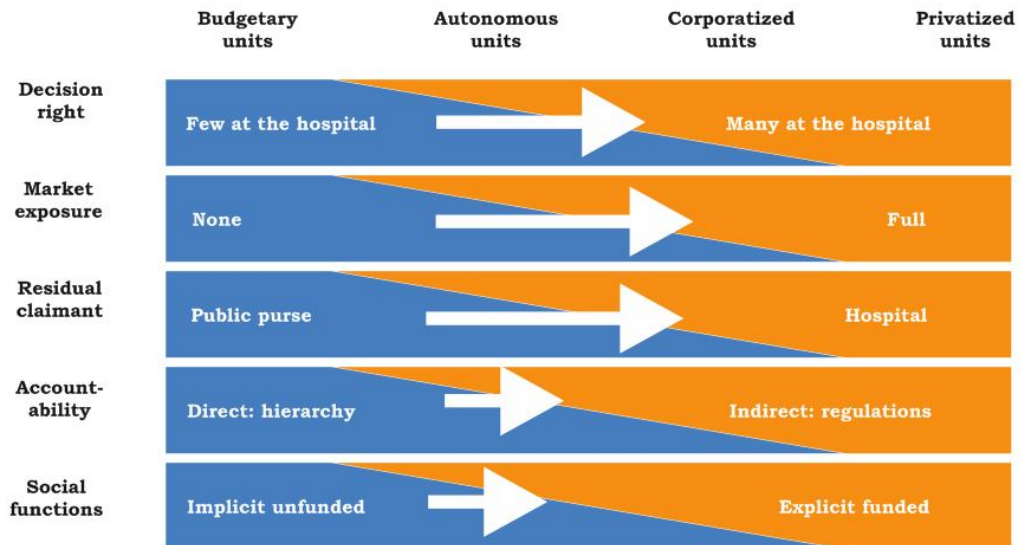 Budgetary
units
Autonomous
units
Corporatized
units
Privatized
units
Decision
right
Few at the hospital
Many at the hospital
Market
exposure
None
Full
Residual
claimant
Public purse
Hospital
Account-
ability
Direct: hierarchy
Indirect: regulations
Social
functions
Implicit unfunded
Explicit funded